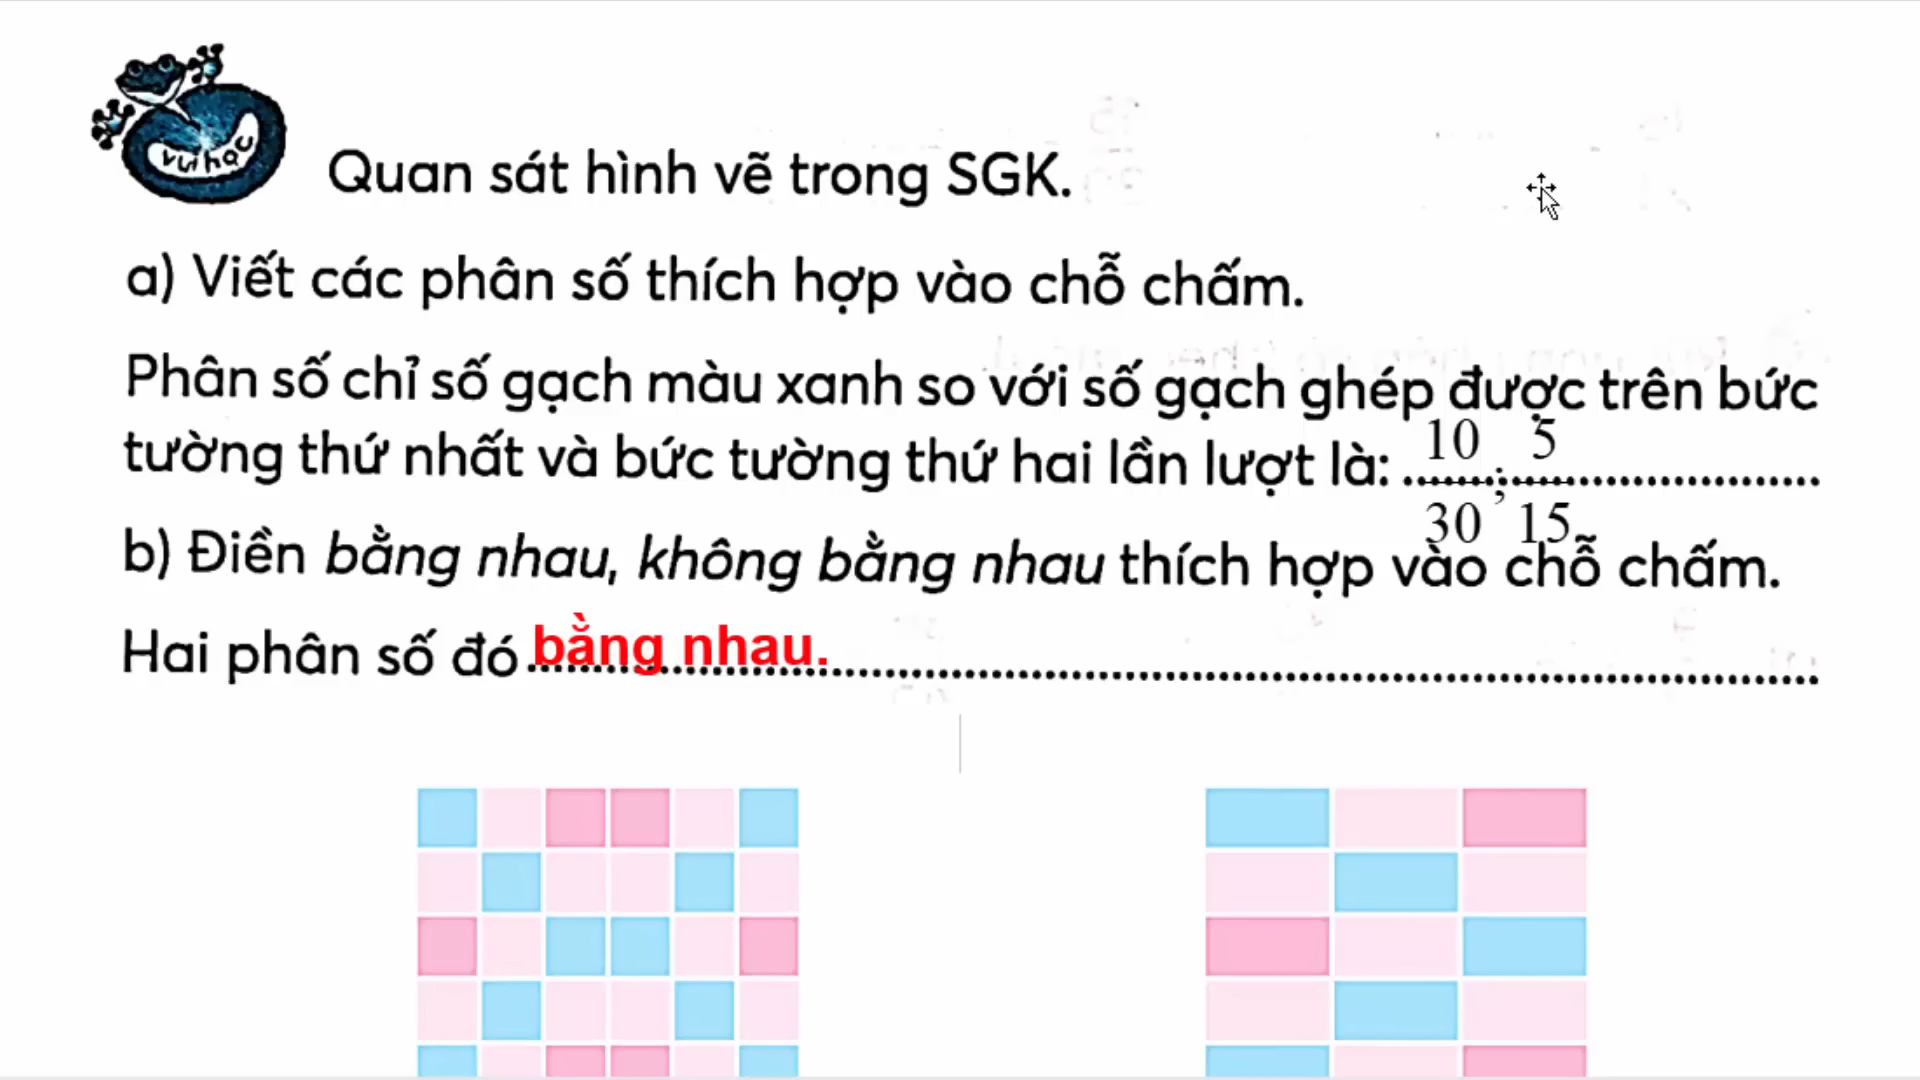 Vui học
Quan sát hình vẽ trong SGK.
a) Viết các phân số thích hợp vào chỗ chấm.
Phân số chỉ số gạch màu xanh so với số gạch ghép được trên bức
tường thứ nhất và bức tường thứ hai lần lượt là: 10/30 ; 5/15
b) Điền bằng nhau, không bằng nhau thích hợp vào chỗ chấm.
Hai phân số đó bằng nhau.